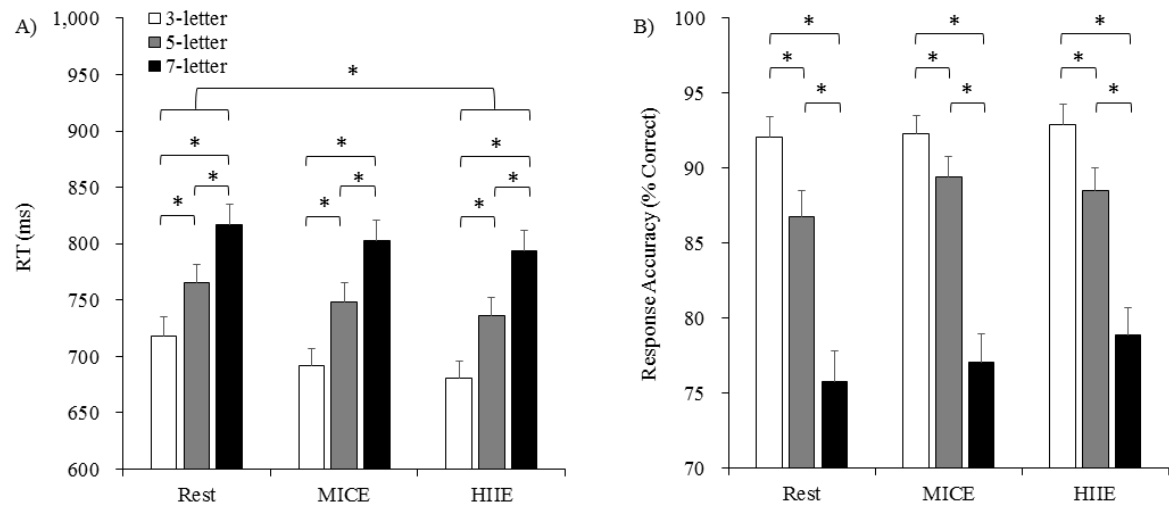 A)
3-letter
5-letter
7-letter
RT (ms)
1,000
950
900
850
800
750
700
650
600
*
* * *
* * *
* * *
Rest MICE HIIE
B)
Response Accuracy (% Correct)
100
95
90
85
80
75
70
* * *
* * *
* * *
Rest MICE HIIE